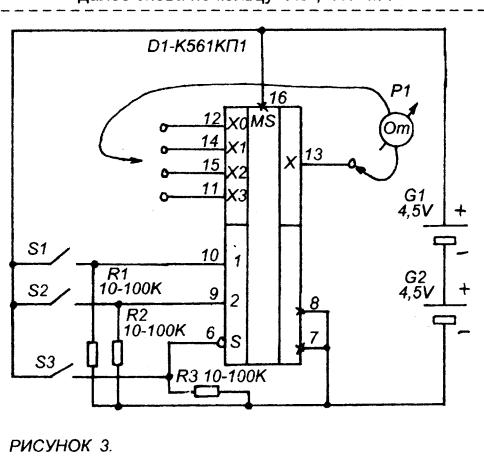 D1-К561КП1
P1
От
16
MS
12 X0
14 X1
15 X2
11 X3
X 13
G1
4,5V
+
-
S1
10 1
R1
10-100K
S2
9 2
R2
10-100K
8
G2
4,5V
+
-
6 S
7
S3
R3 10-100K
РИСУНОК 3.